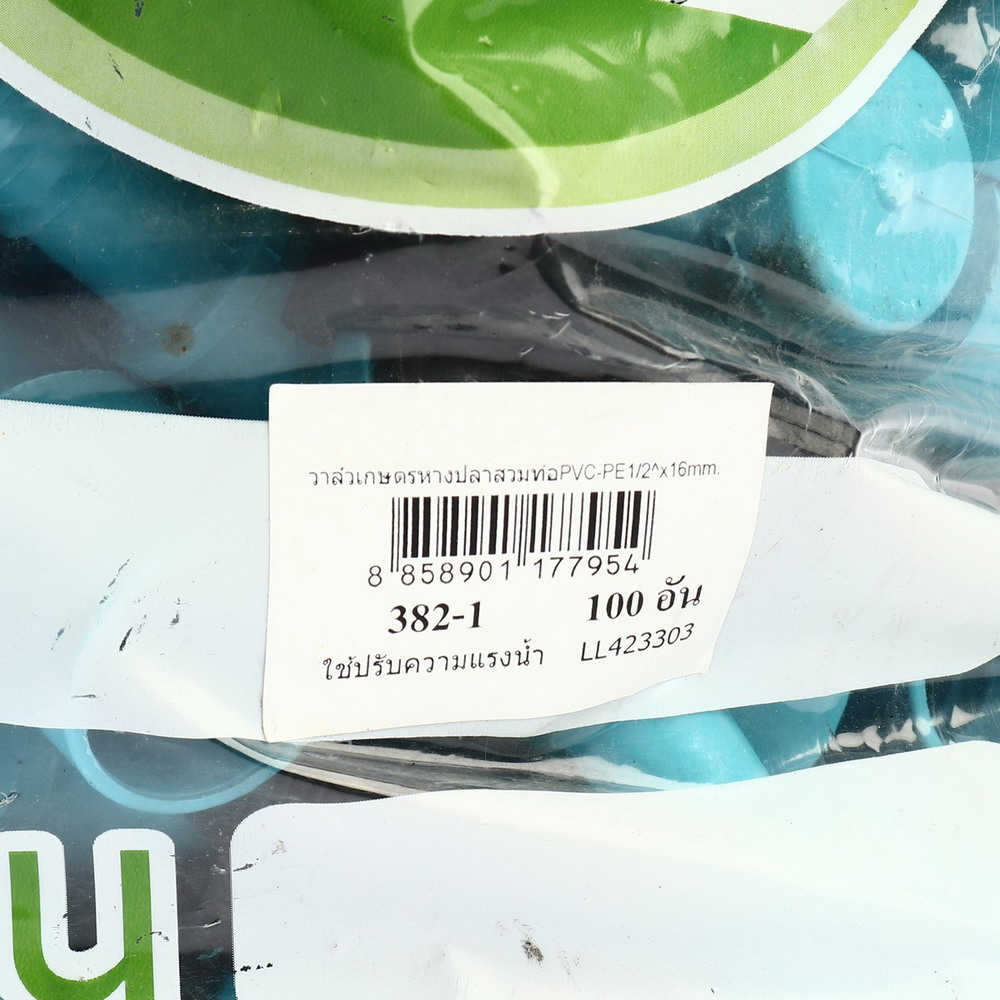 วาล์วเกษตรหางปลาสวมท่อPVC-PE1/2^x16mm.
8 858901 177954
382-1 100 อัน
ใช้ปรับความแรงน้ำ LL423303